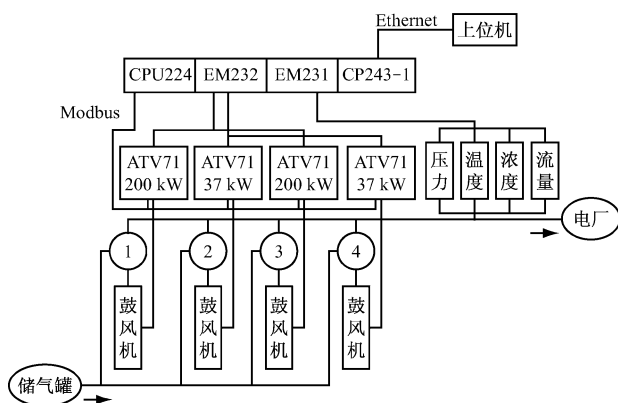 Ethernet
上位机
CPU224
EM232
EM231
CP243-1
Modbus
ATV71
200 kW
ATV71
37 kW
ATV71
200 kW
ATV71
37 kW
压力
温度
浓度
流量
电厂
1
2
3
4
鼓风机
鼓风机
鼓风机
鼓风机
储气罐